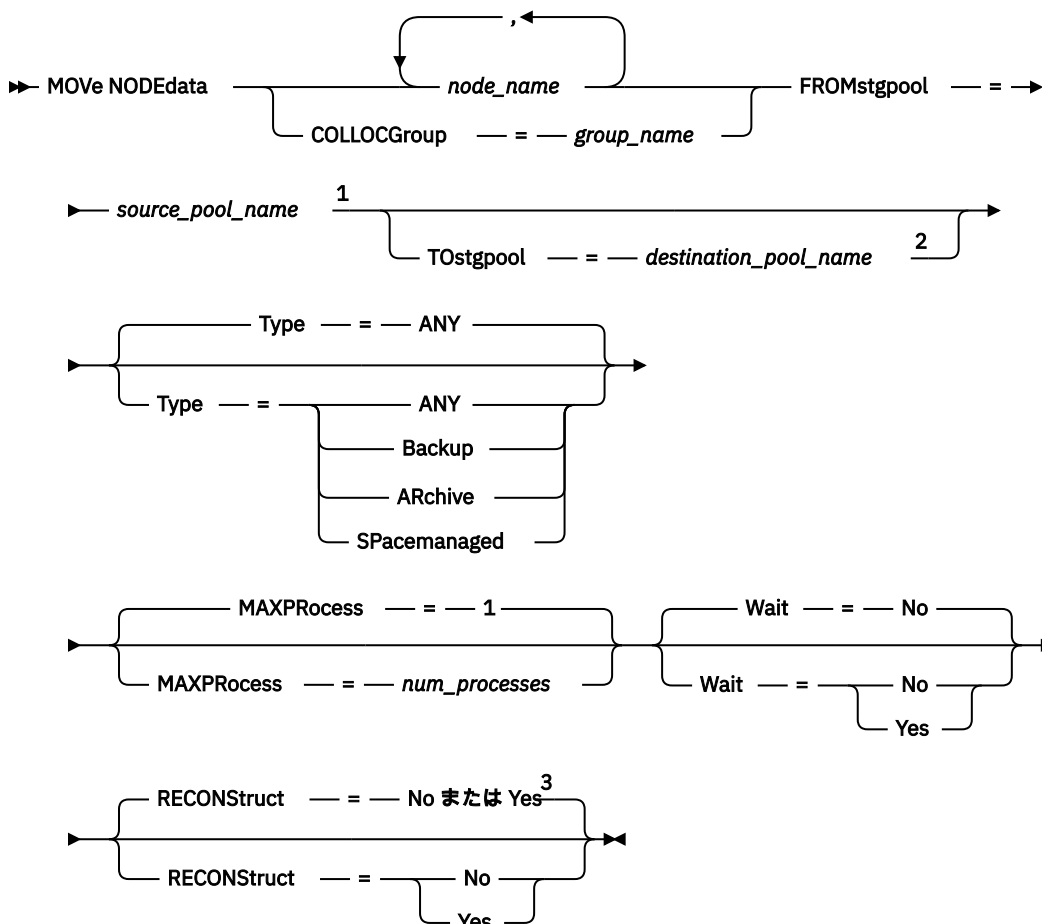 ,
MOVe NODEdata node_name FROMstgpool =
COLLOCGroup = group_name
source_pool_name 1
TOstgpool = destination_pool_name 2
Type = ANY
Type = ANY
Backup
ARchive
SPacemanaged
MAXPRocess = 1 Wait = No
MAXPRocess = num_processes Wait = No
Yes
RECONStruct = No または Yes 3
RECONStruct = No
Yes